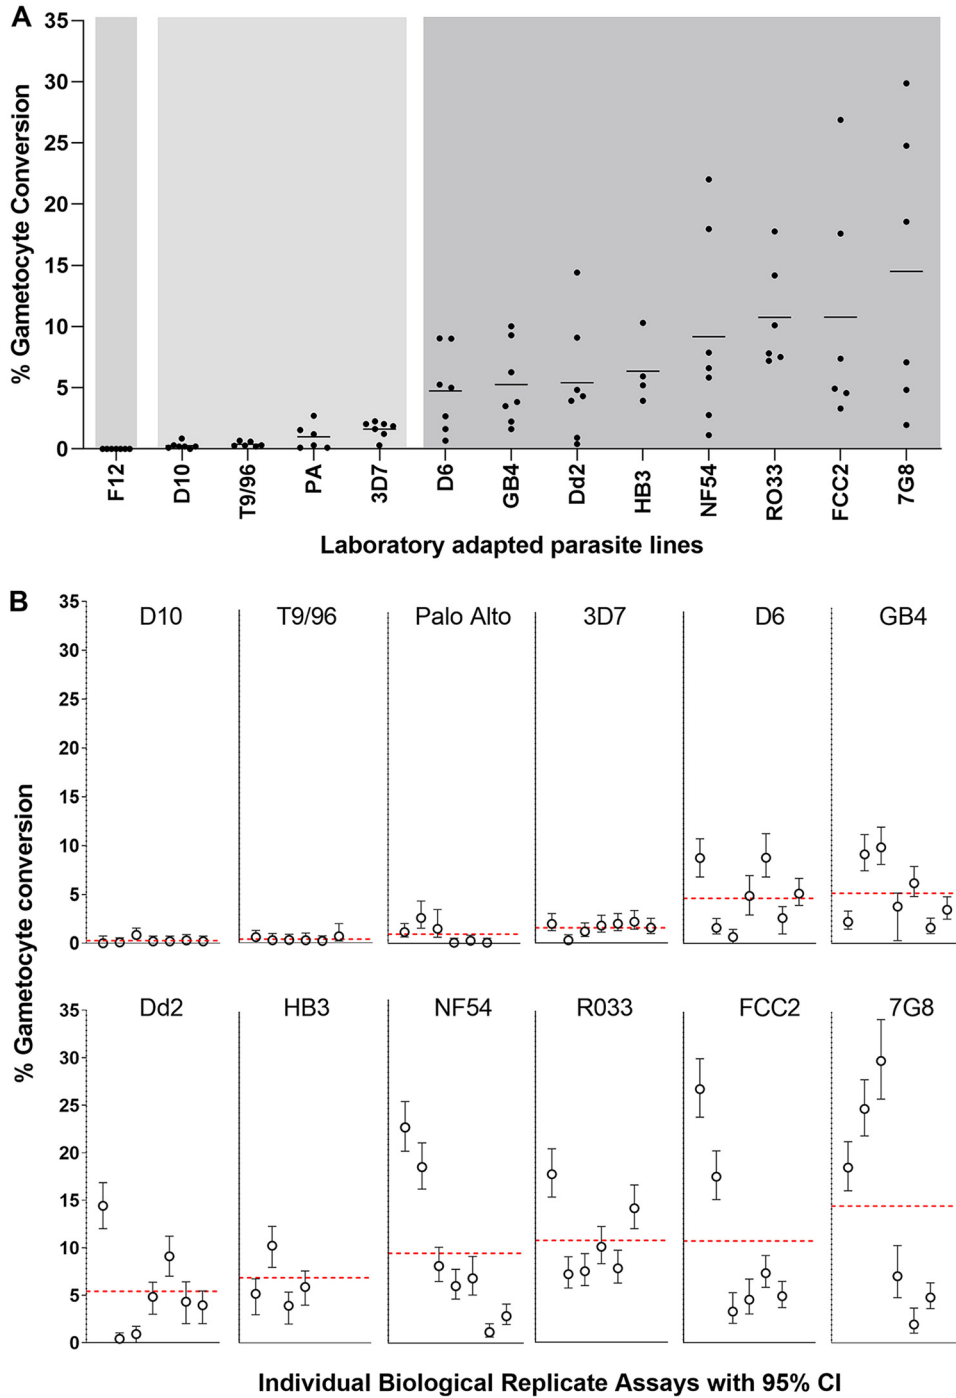 A
35
30
25
20
15
10
5
0
% Gametocyte Conversion
F12 D10 T9/96 PA 3D7 D6 GB4 Dd2 HB3 NF54 RO33 FCC2 7G8
Laboratory adapted parasite lines
B
35
30
25
20
15
10
5
0
D10 T9/96 Palo Alto 3D7 D6 GB4
% Gametocyte conversion
35
30
25
20
15
10
5
0
Dd2 HB3 NF54 R033 FCC2 7G8
Individual Biological Replicate Assays with 95% CI